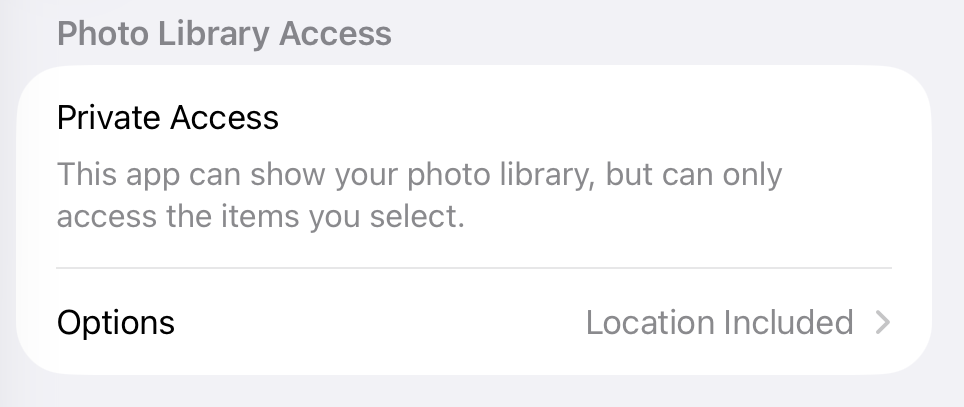 Photo Library Access
Private Access
This app can show your photo library, but can only
access the items you select.
Options
Location Included